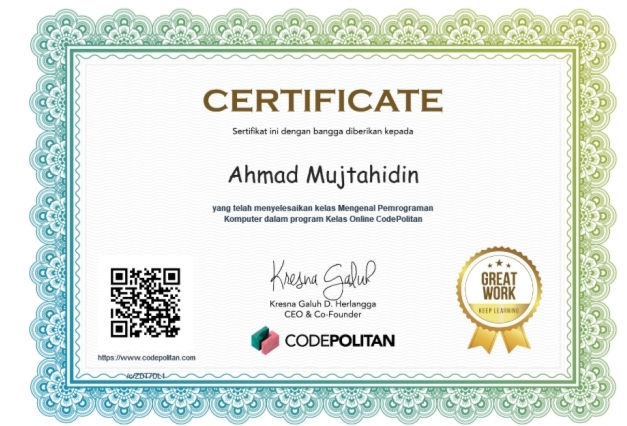 CERTIFICATE
Sertifikat ini dengan bangga diberikan kepada
Ahmad Mujtahidin
yang telah menyelesaikan kelas Mengenal Pemrograman
Komputer dalam program Kelas Online CodePolitan
Kresna Galuh
Kresna Galuh D. Herlangga
CEO & Co-Founder
CODEPOLITAN
GREAT
WORK
KEEP LEARNING
https://www.codepolitan.com